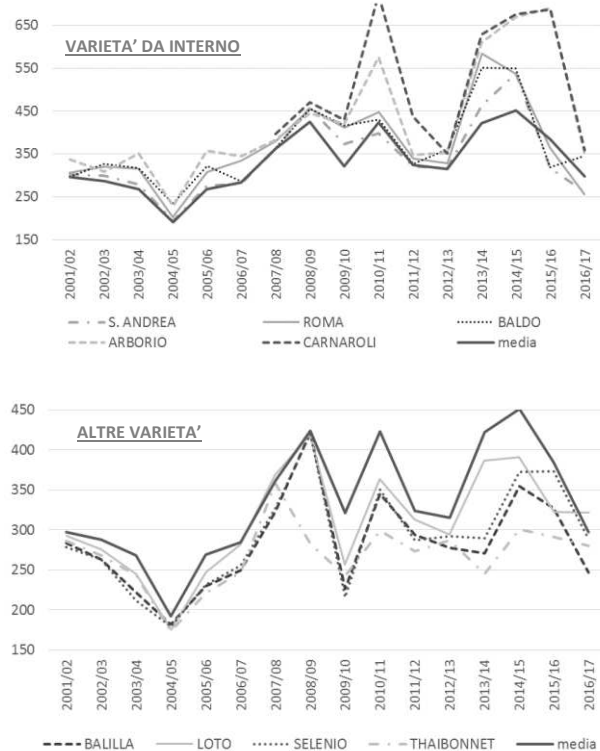 650
VARIETA' DA INTERNO
550
450
350
250
150
2001/02 2002/03 2003/04 2004/05 2005/06 2006/07 2007/08 2008/09 2009/10 2010/11 2011/12 2012/13 2013/14 2014/15 2015/16 2016/17
S. ANDREA ROMA BALDO
ARBORIO CARNAROLI media
450
ALTRE VARIETA'
400
350
300
250
200
150
2001/02 2002/03 2003/04 2004/05 2005/06 2006/07 2007/08 2008/09 2009/10 2010/11 2011/12 2012/13 2013/14 2014/15 2015/16 2016/17
BALILLA LOTO SELENIO THAIBONNET media